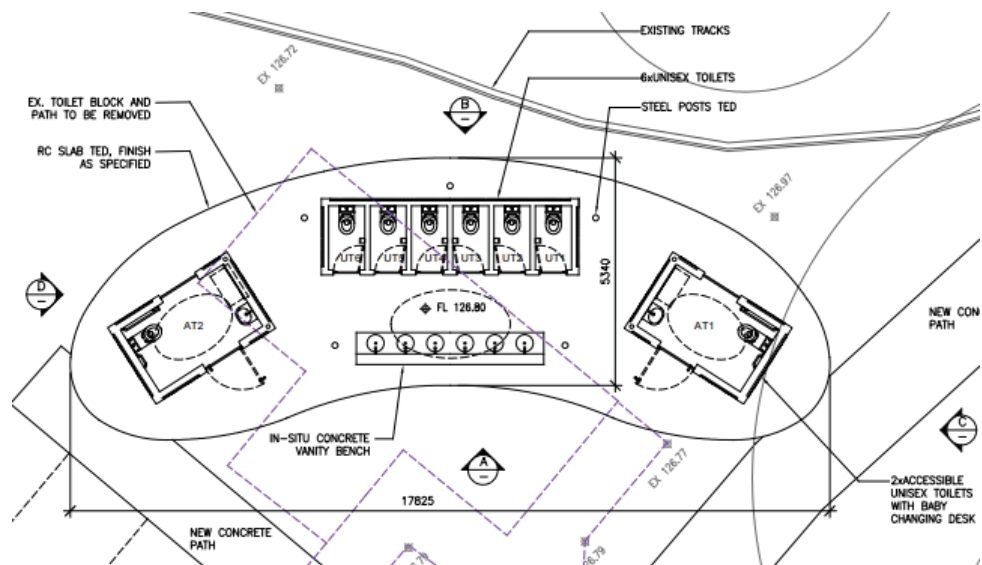 EXISTING TRACKS
EX 126.72
6xUNISEX TOILETS
EX. TOILET BLOCK AND
PATH TO BE REMOVED
STEEL POSTS TED
B
–
RC SLAB TED, FINISH
AS SPECIFIED
EX 126.97
UT6
UT5
UT4
UT3
UT2
UT1
5340
D
–
FL 126.80
AT2
AT1
NEW CON
PATH
IN-SITU CONCRETE
VANITY BENCH
C
–
A
–
EX 126.77
17825
2xACCESSIBLE
UNISEX TOILETS
WITH BABY
CHANGING DESK
NEW CONCRETE
PATH